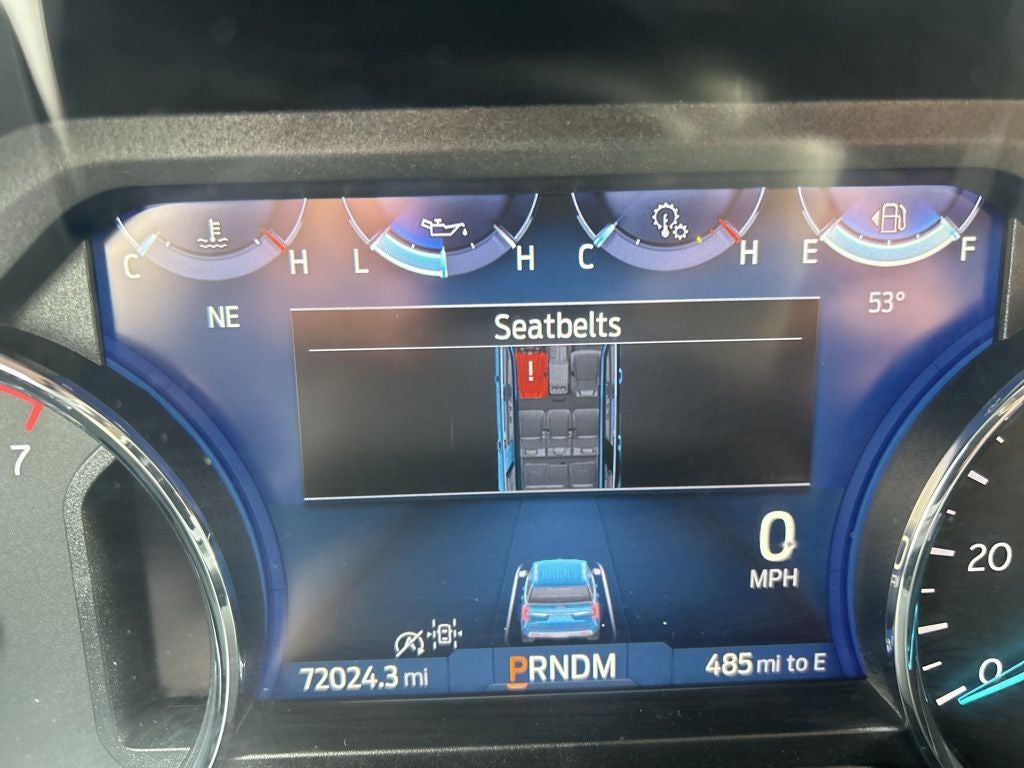 C H L H C H E F
NE 53°
Seatbelts
!
7
0
MPH
20
72024.3 mi PRNDM 485 mi to E
0